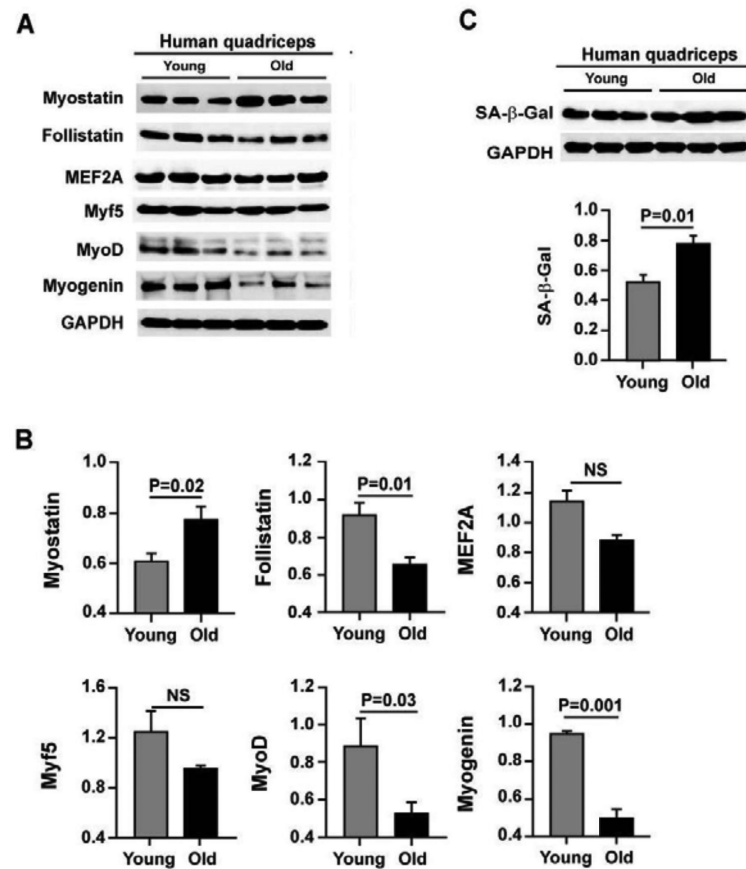 A
Human quadriceps
Young Old
Myostatin
Follistatin
MEF2A
Myf5
MyoD
Myogenin
GAPDH
C
Human quadriceps
Young Old
SA-β-Gal
GAPDH
SA-β-Gal
1.0
0.8
0.6
0.4
0.2
0.0
P=0.01
Young Old
B
Myostatin
1.0
0.8
0.6
0.4
P=0.02
Young Old
Follistatin
1.2
1.0
0.8
0.6
0.4
P=0.01
Young Old
MEF2A
1.4
1.2
1.0
0.8
0.6
0.4
NS
Young Old
Myf5
1.6
1.2
0.8
0.4
NS
Young Old
MyoD
1.2
1.0
0.8
0.6
0.4
P=0.03
Young Old
Myogenin
1.2
1.0
0.8
0.6
0.4
P=0.001
Young Old